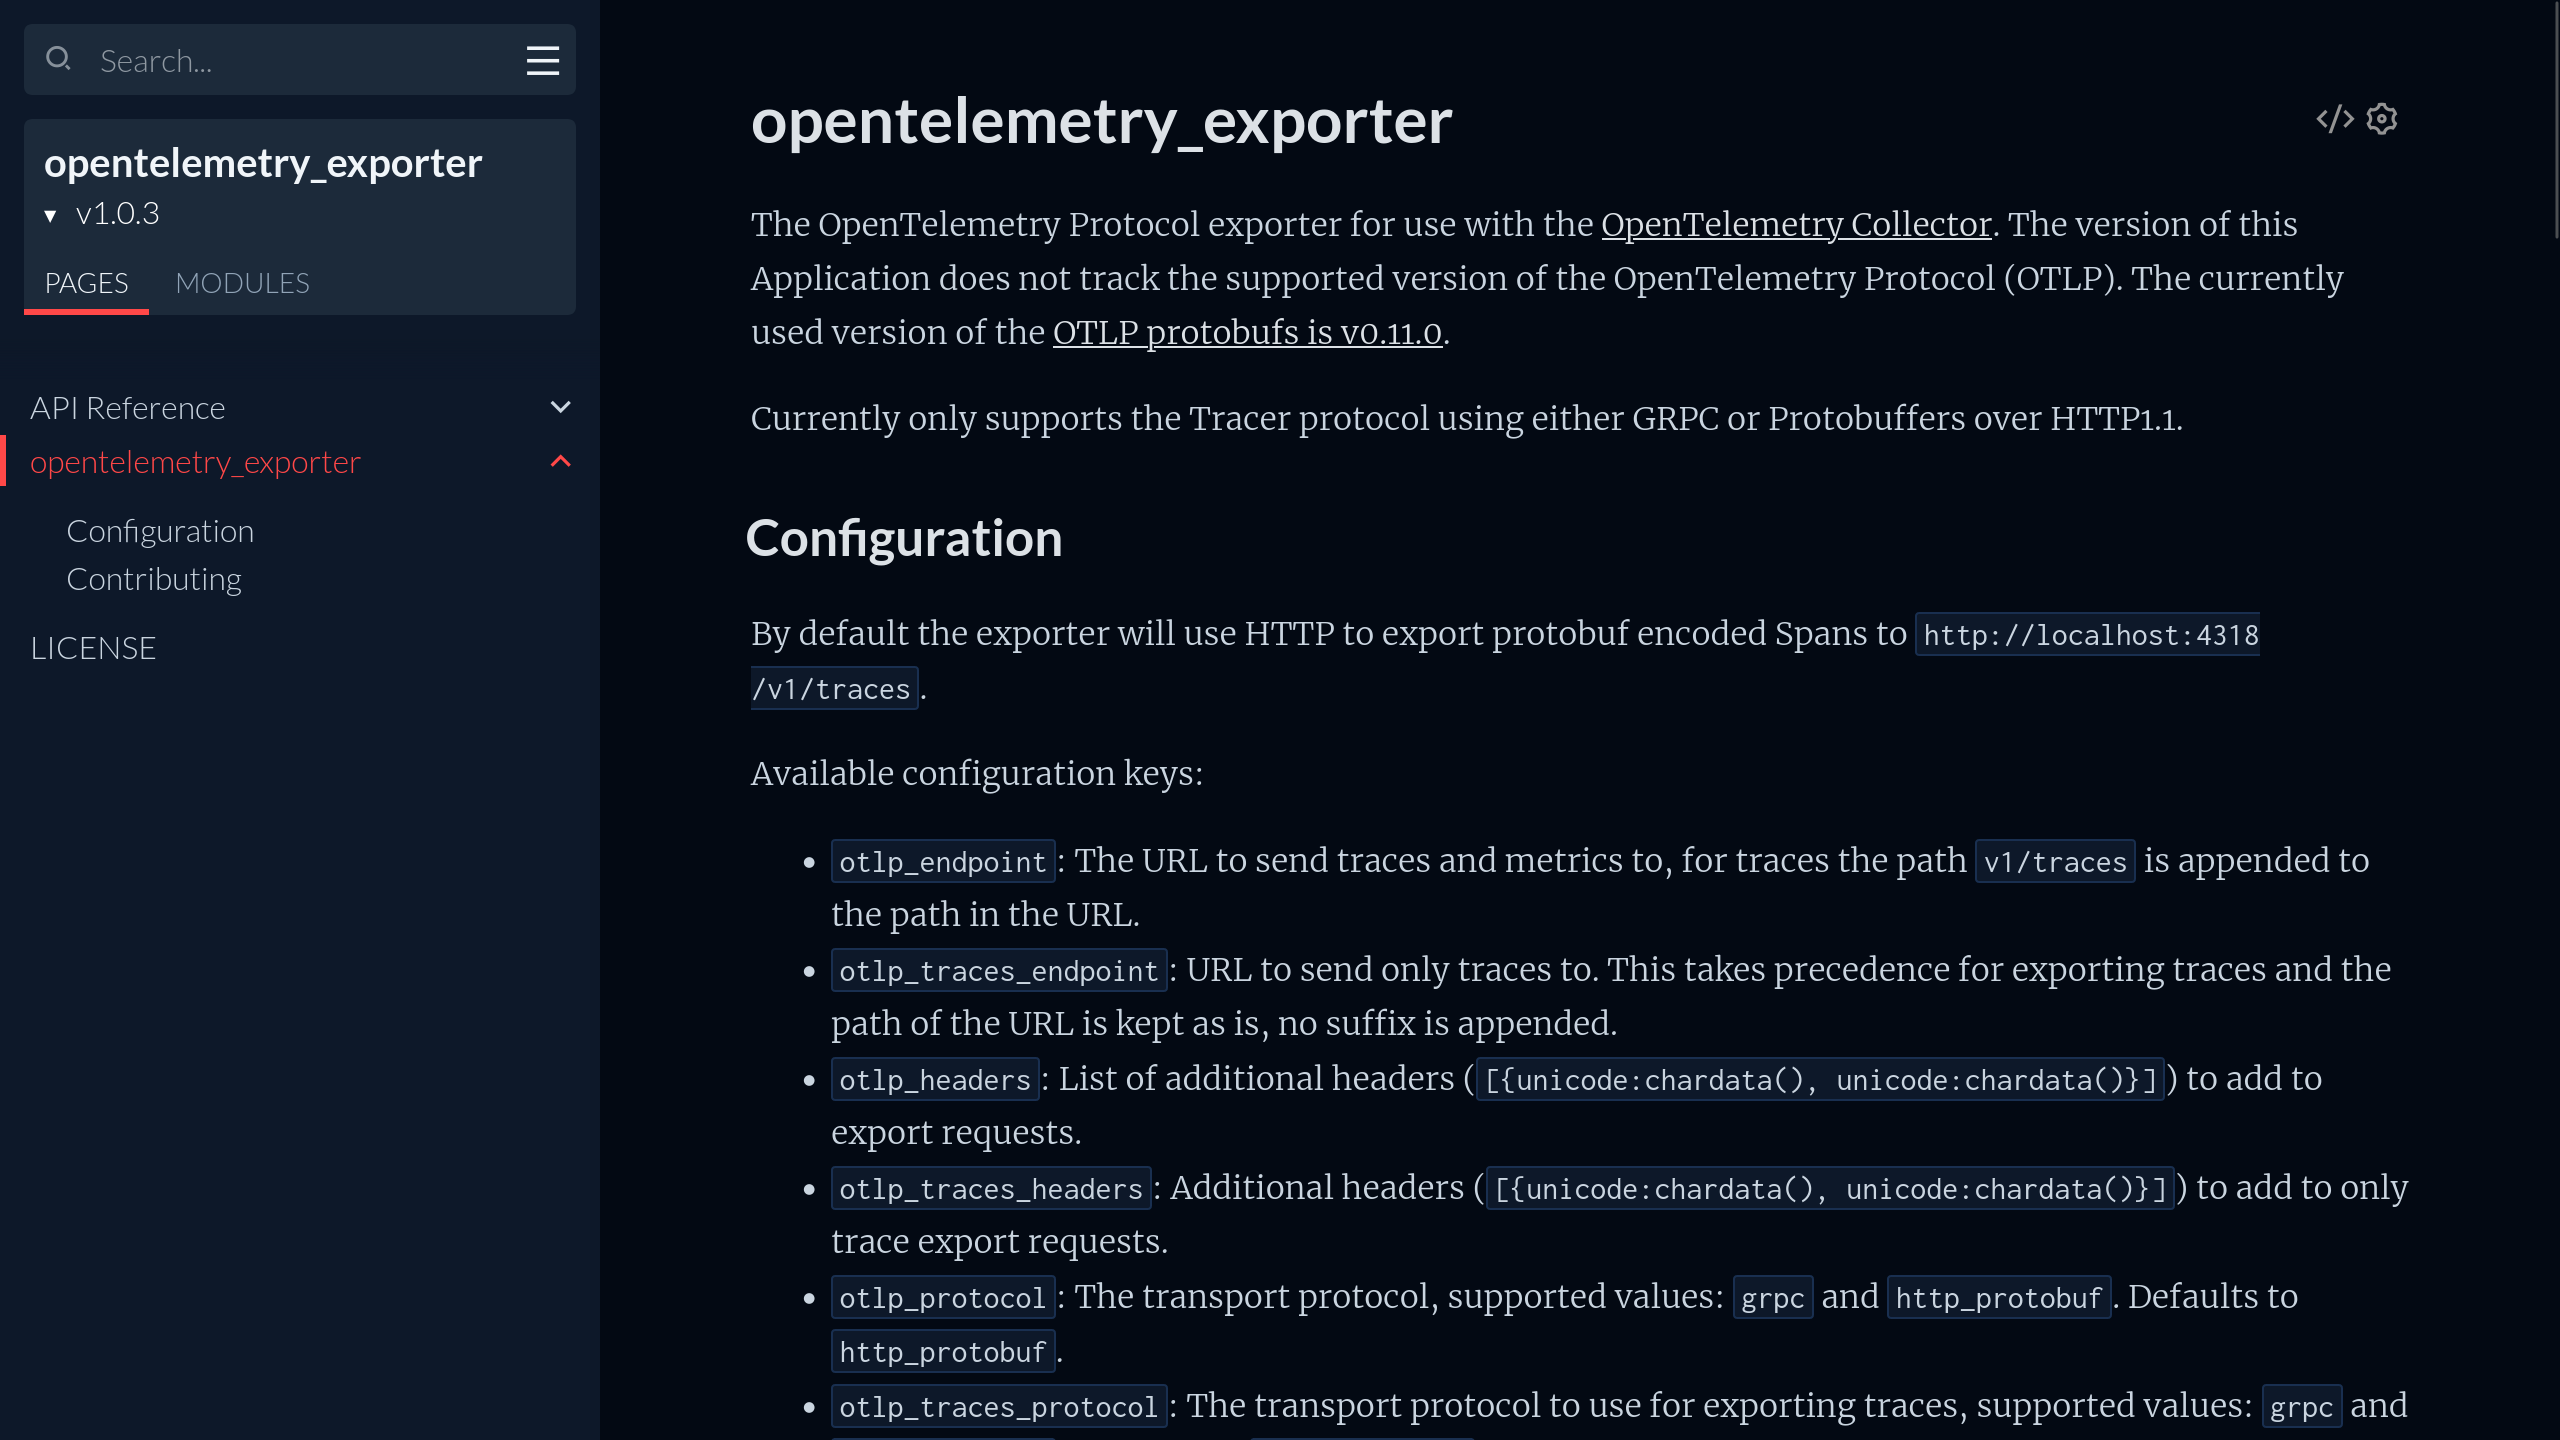 Search...
opentelemetry_exporter
v1.0.3
PAGES MODULES
API Reference
opentelemetry_exporter
Configuration
Contributing
LICENSE
opentelemetry_exporter
The OpenTelemetry Protocol exporter for use with the OpenTelemetry Collector. The version of this
Application does not track the supported version of the OpenTelemetry Protocol (OTLP). The currently
used version of the OTLP protobufs is v0.11.0.
Currently only supports the Tracer protocol using either GRPC or Protobuffers over HTTP1.1.
Configuration
By default the exporter will use HTTP to export protobuf encoded Spans to http://localhost:4318
/v1/traces.
Available configuration keys:
• otlp_endpoint: The URL to send traces and metrics to, for traces the path v1/traces is appended to
the path in the URL.
• otlp_traces_endpoint: URL to send only traces to. This takes precedence for exporting traces and the
path of the URL is kept as is, no suffix is appended.
• otlp_headers: List of additional headers ([{unicode:chardata(), unicode:chardata()}]) to add to
export requests.
• otlp_traces_headers: Additional headers ([{unicode:chardata(), unicode:chardata()}]) to add to only
trace export requests.
• otlp_protocol: The transport protocol, supported values: grpc and http_protobuf. Defaults to
http_protobuf.
• otlp_traces_protocol: The transport protocol to use for exporting traces, supported values: grpc and